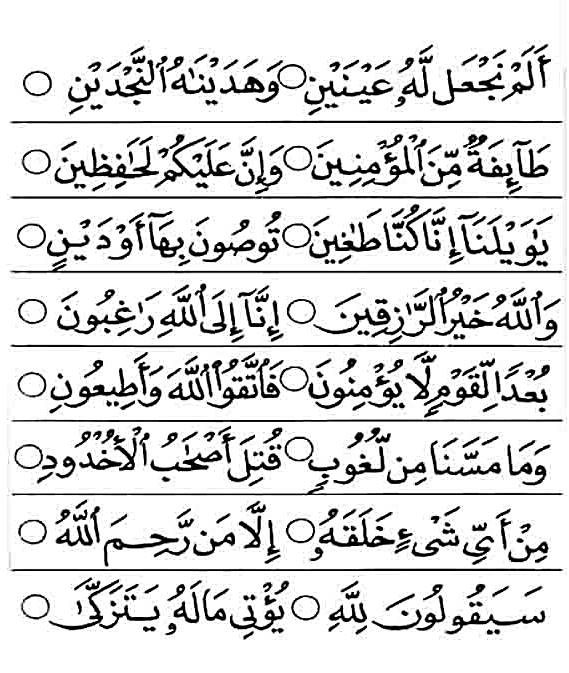 أَلَمْ نَجْعَل لَّهُۥ عَيْنَيْنِ ○ وَهَدَيْنَٰهُ ٱلنَّجْدَيْنِ ○
طَآئِفَةٌ مِّنَ ٱلْمُؤْمِنِينَ ○ وَإِنَّ عَلَيْكُمْ لَحَٰفِظِينَ ○
يَٰوَيْلَنَآ إِنَّا كُنَّا طَٰغِينَ ○ تُوصُونَ بِهَآ أَوْ دَيْنٍ ○
وَٱللَّهُ خَيْرُ ٱلرَّٰزِقِينَ ○ إِنَّآ إِلَى ٱللَّهِ رَٰغِبُونَ ○
بُعْدًا لِّقَوْمٍ لَّا يُؤْمِنُونَ ○ فَٱتَّقُوا۟ ٱللَّهَ وَأَطِيعُونِ ○
وَمَا مَسَّنَا مِن لُّغُوبٍ ○ قُتِلَ أَصْحَٰبُ ٱلْأُخْدُودِ ○
مِنْ أَىِّ شَىْءٍ خَلَقَهُۥ ○ إِلَّا مَن رَّحِمَ ٱللَّهُ ○
سَيَقُولُونَ لِلَّهِ ○ يُؤْتِى مَالَهُۥ يَتَزَكَّىٰ ○